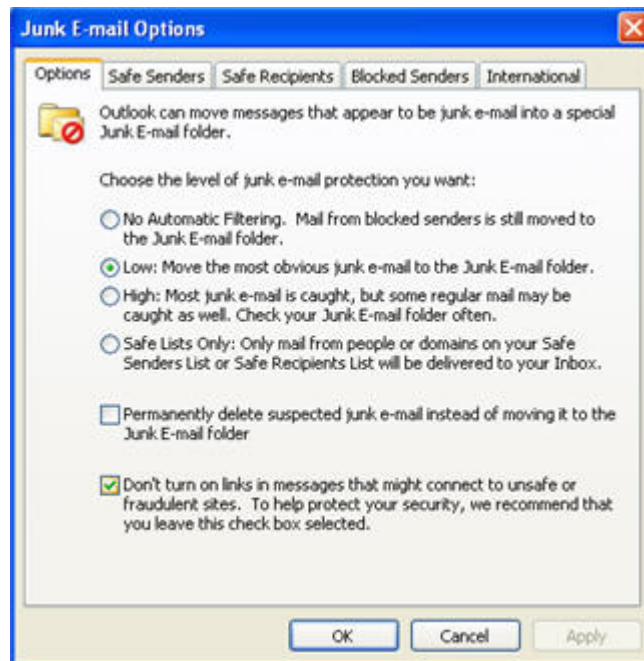 Junk E-mail Options
Options Safe Senders Safe Recipients Blocked Senders International
Outlook can move messages that appear to be junk e-mail into a special
Junk E-mail folder.
Choose the level of junk e-mail protection you want:
No Automatic Filtering. Mail from blocked senders is still moved to
the Junk E-mail folder.
Low: Move the most obvious junk e-mail to the Junk E-mail folder.
High: Most junk e-mail is caught, but some regular mail may be
caught as well. Check your Junk E-mail folder often.
Safe Lists Only: Only mail from people or domains on your Safe
Senders List or Safe Recipients List will be delivered to your Inbox.
Permanently delete suspected junk e-mail instead of moving it to the
Junk E-mail folder
Don't turn on links in messages that might connect to unsafe or
fraudulent sites. To help protect your security, we recommend that
you leave this check box selected.
OK Cancel Apply